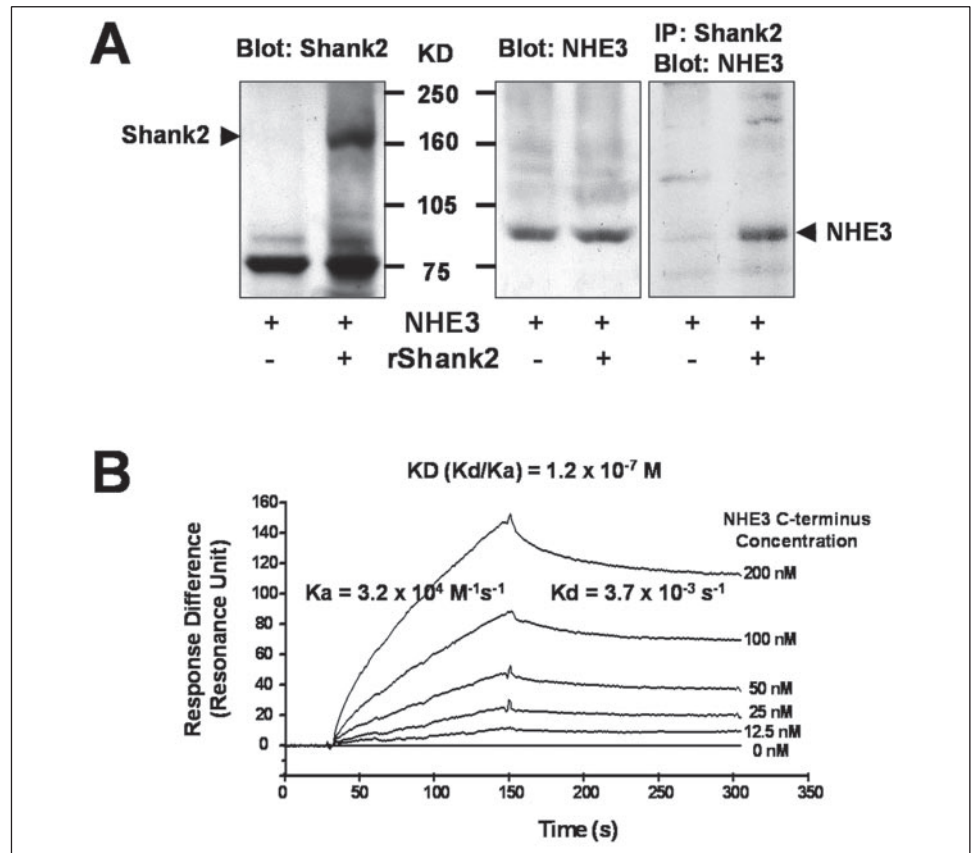 A
Blot: Shank2
KD
Blot: NHE3
IP: Shank2
Blot: NHE3
Shank2
250
160
105
75
NHE3
+ + NHE3 + + + +
- + rShank2 - + - +
B
KD (Kd/Ka) = 1.2 x 10⁻⁷ M
Response Difference
(Resonance Unit)
160
140
120
100
80
60
40
20
0
Ka = 3.2 x 10⁴ M⁻¹s⁻¹
Kd = 3.7 x 10⁻³ s⁻¹
NHE3 C-terminus
Concentration
200 nM
100 nM
50 nM
25 nM
12.5 nM
0 nM
0 50 100 150 200 250 300 350
Time (s)